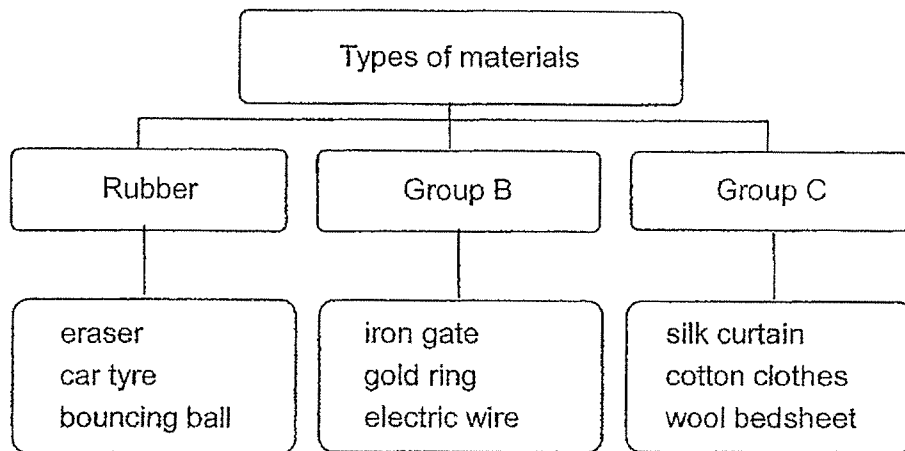 Types of materials
Rubber
Group B
Group C
eraser
car tyre
bouncing ball
iron gate
gold ring
electric wire
silk curtain
cotton clothes
wool bedsheet